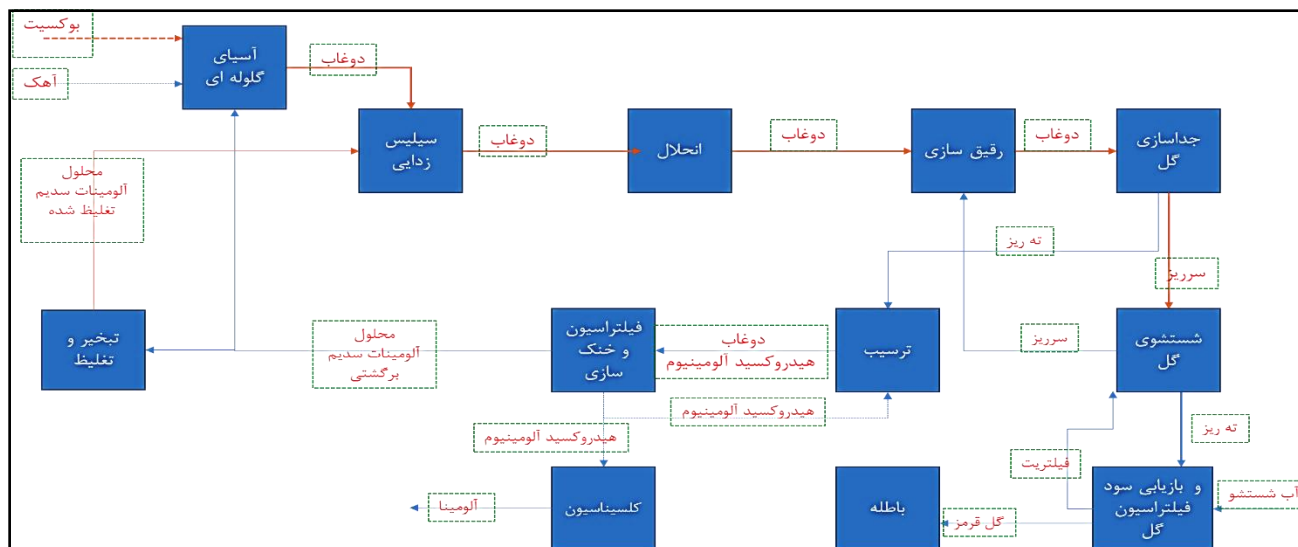 بوکسیت
آسیای
گلوله ای
آهک
دوغاب
سیلیس
زدایی
دوغاب
انحلال
دوغاب
رقیق سازی
دوغاب
جداسازی
گل
محلول
آلومینات سدیم
تغلیظ شده
ته ریز
سرریز
تبخیر و
تغلیظ
محلول
آلومینات سدیم
برگشتی
فیلتراسیون
و خنک
سازی
دوغاب
هیدروکسید آلومینیوم
ترسیب
سرریز
شستشوی
گل
هیدروکسید آلومینیوم
هیدروکسید آلومینیوم
ته ریز
فیلتریت
آلومینا
کلسیناسیون
باطله
گل قرمز
و بازیابی سود
فیلتراسیون
گل
آب شستشو